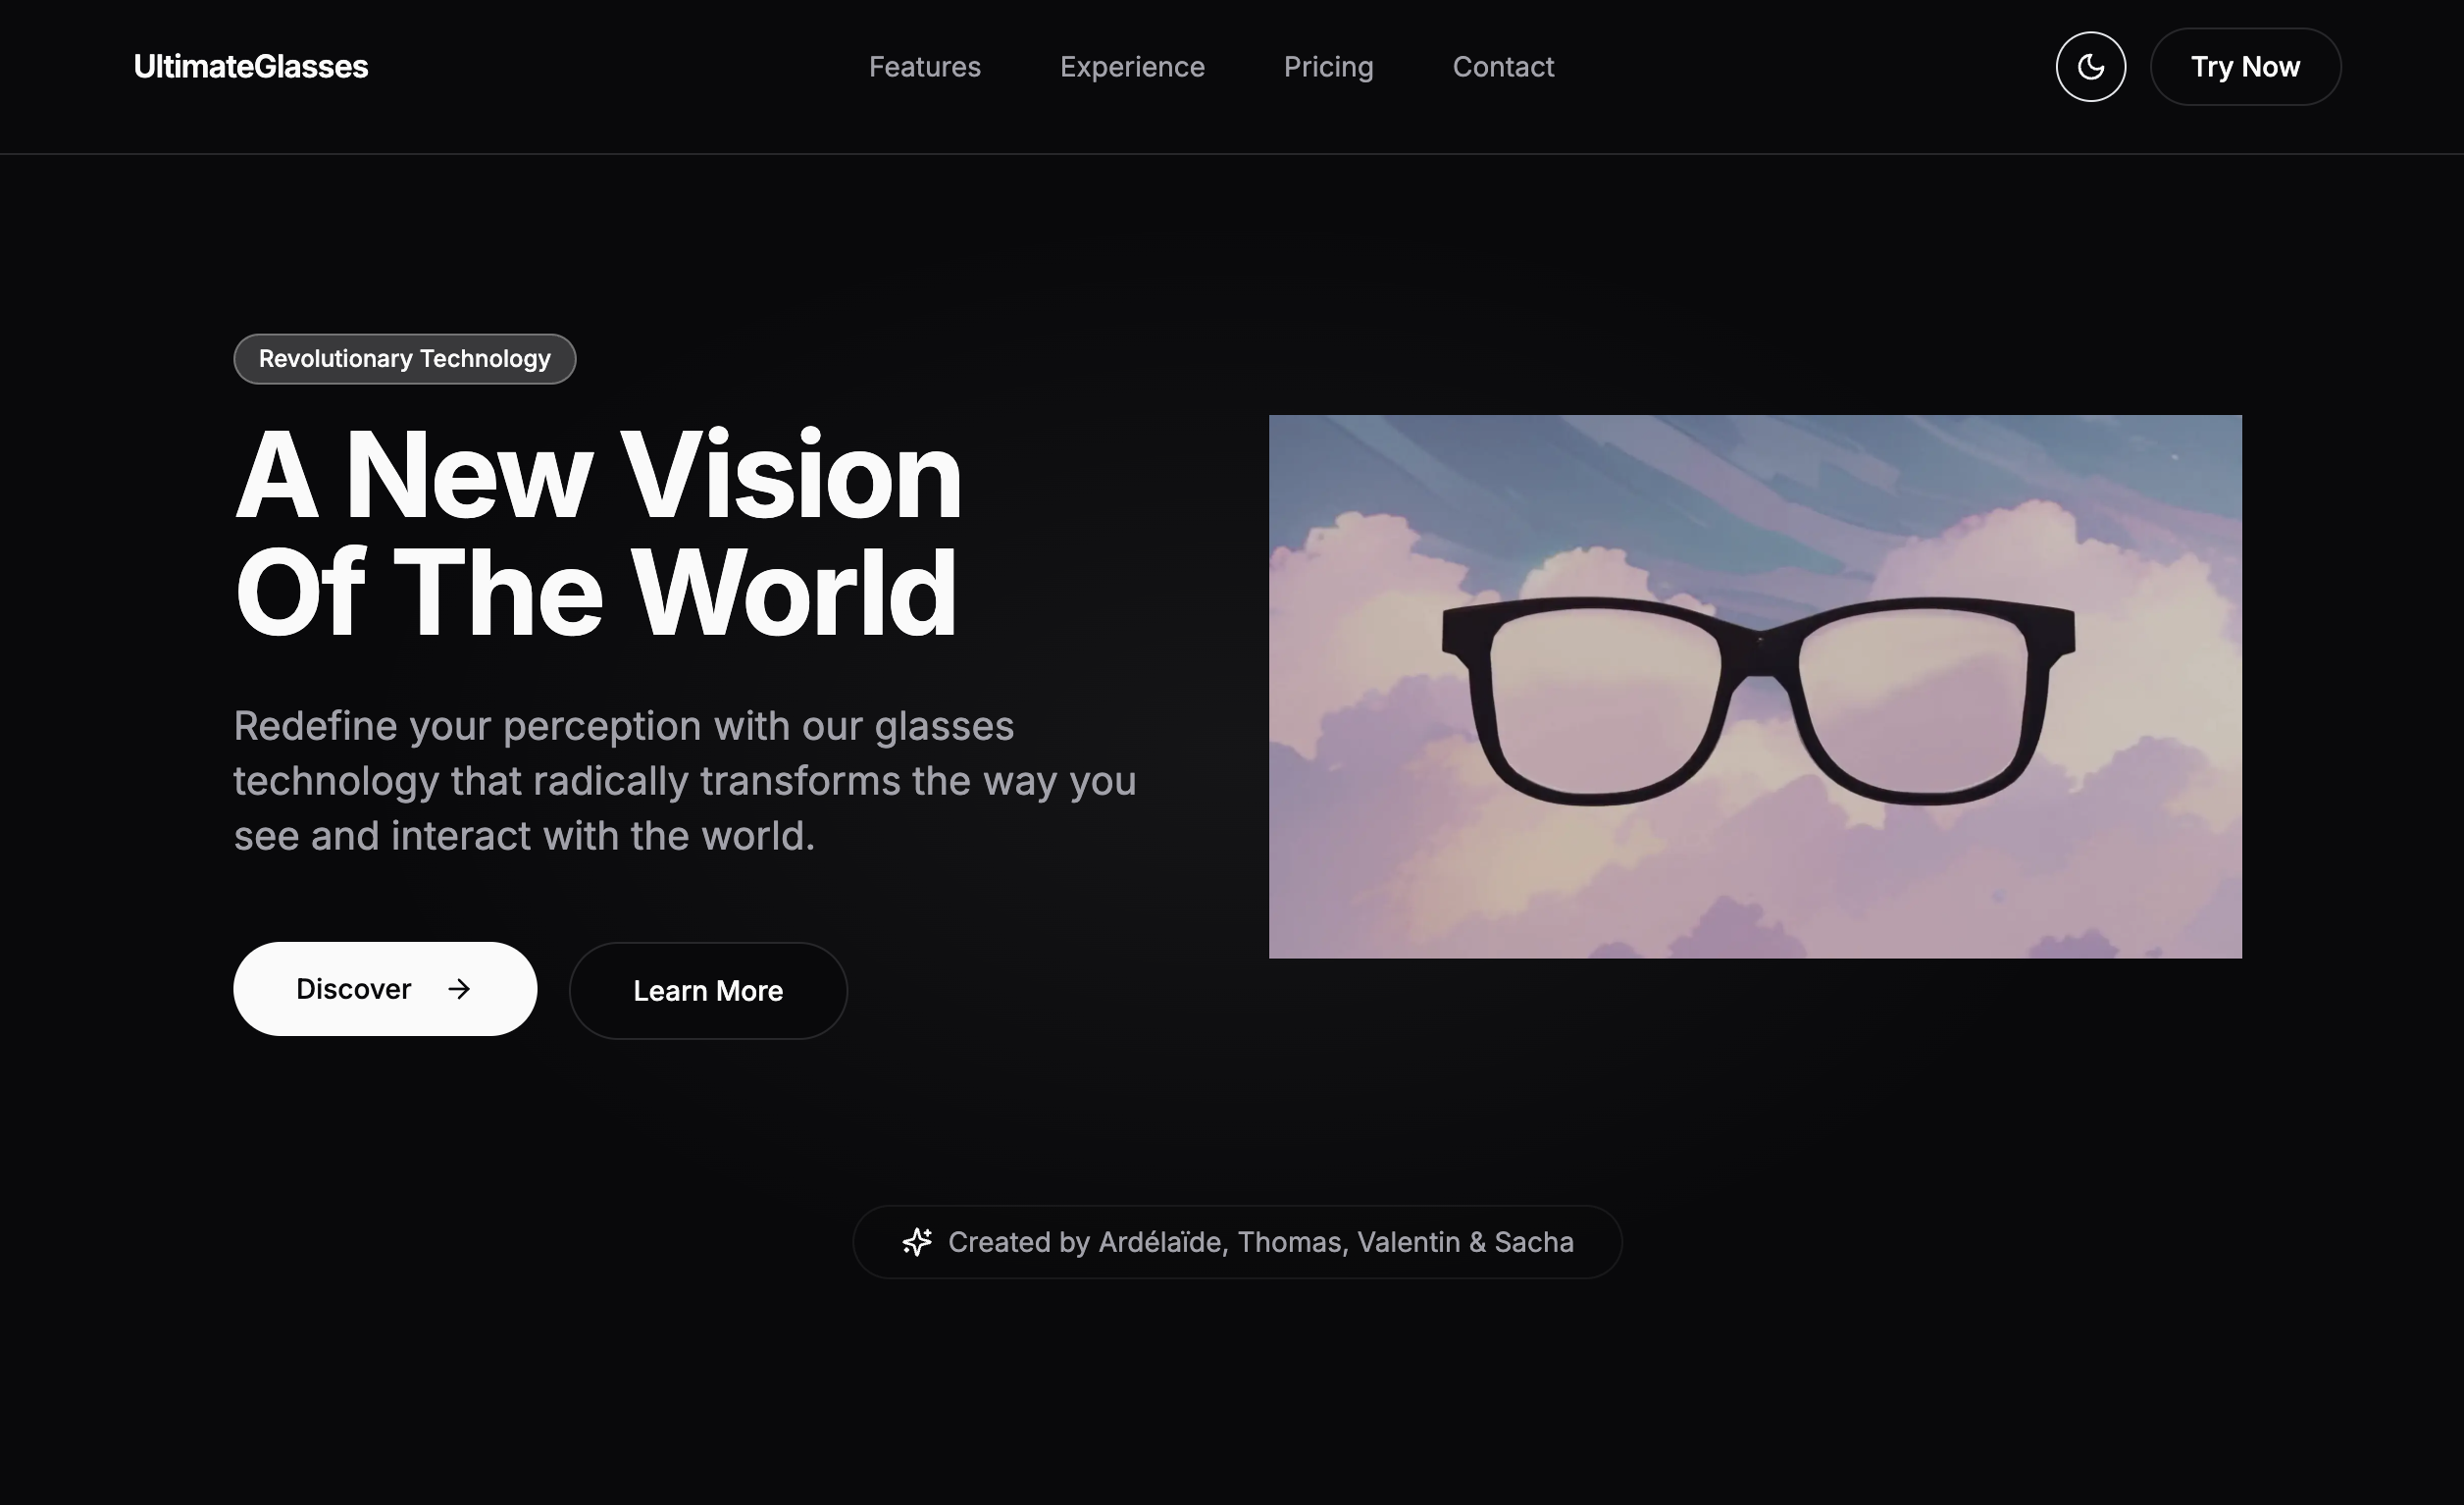 UltimateGlasses
Features
Experience
Pricing
Contact
Try Now
Revolutionary Technology
A New Vision
Of The World
Redefine your perception with our glasses
technology that radically transforms the way you
see and interact with the world.
Discover
Learn More
Created by Ardélaïde, Thomas, Valentin & Sacha